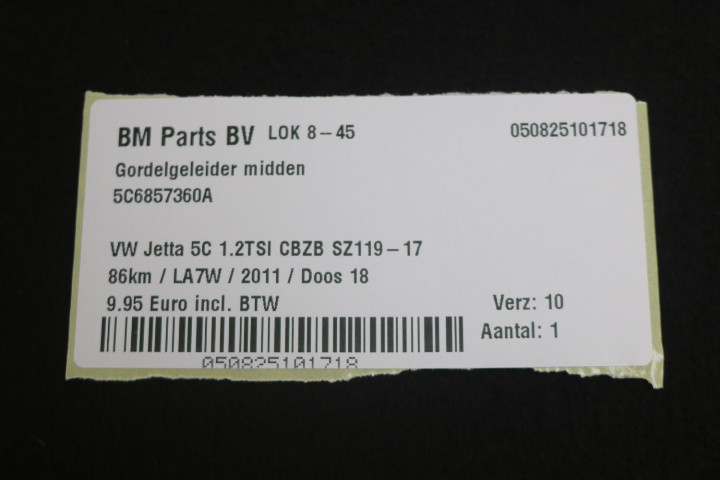 BM Parts BV LOK 8-45 050825101718
Gordelgeleider midden
5C6857360A
VW Jetta 5C 1.2TSI CBZB SZ119-17
86km / LA7W / 2011 / Doos 18
9.95 Euro incl. BTW Verz: 10
Aantal: 1
050825101718